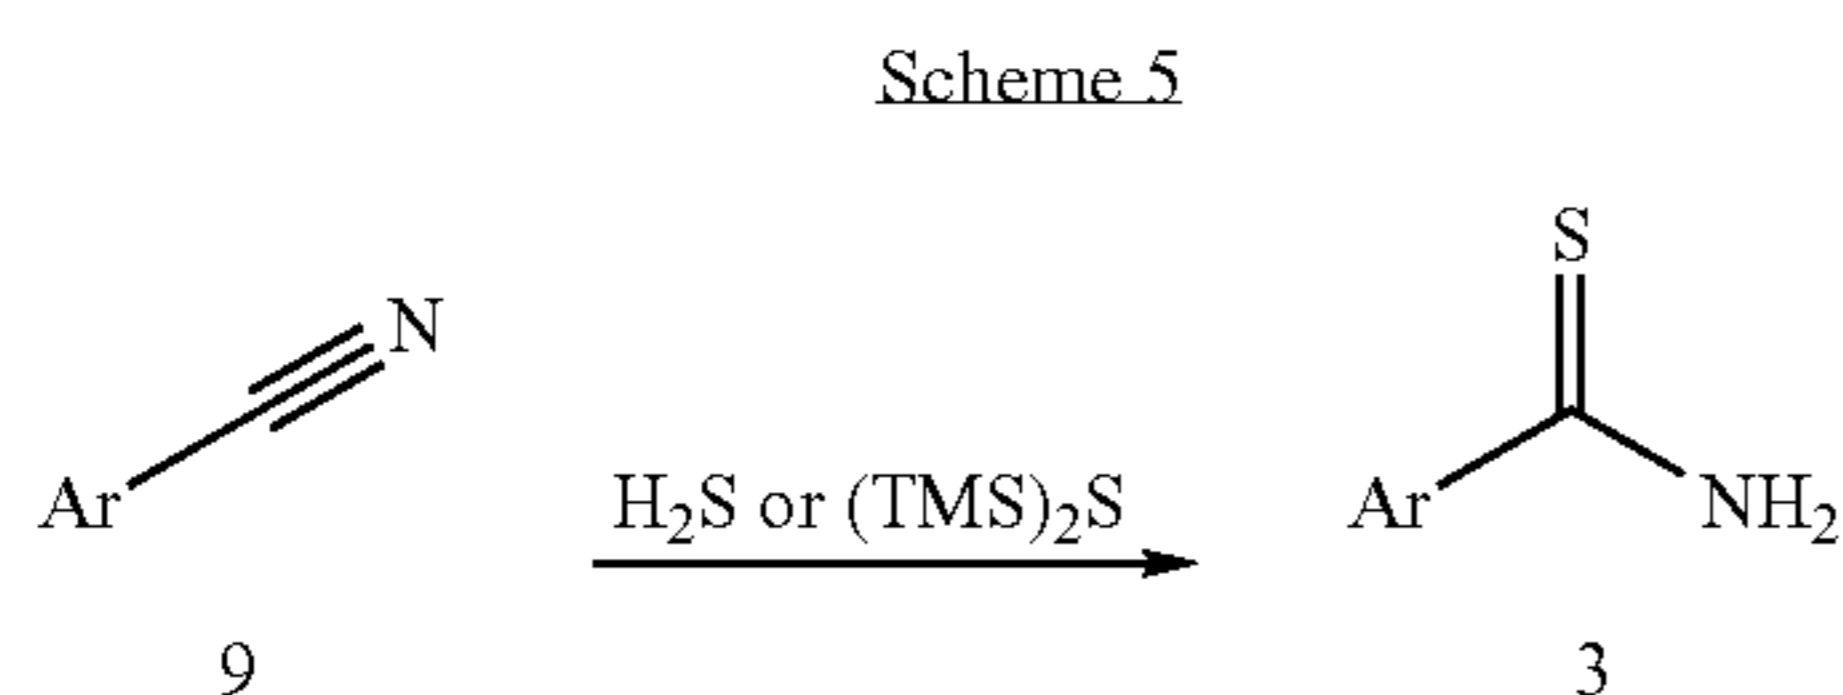 Scheme 5
S
N
Ar
H₂S or (TMS)₂S
Ar
NH₂
9
3